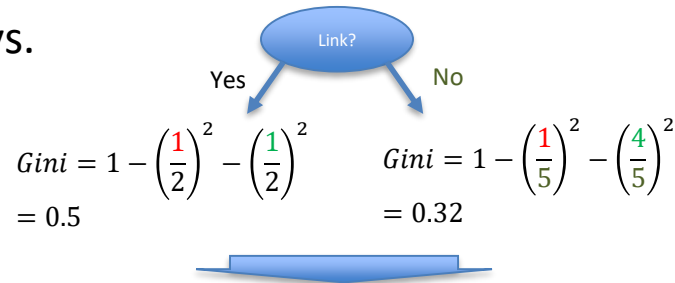 vs.
Link?
Yes
No
Gini = 1 − (1/2)² − (1/2)²
= 0.5
Gini = 1 − (1/5)² − (4/5)²
= 0.32